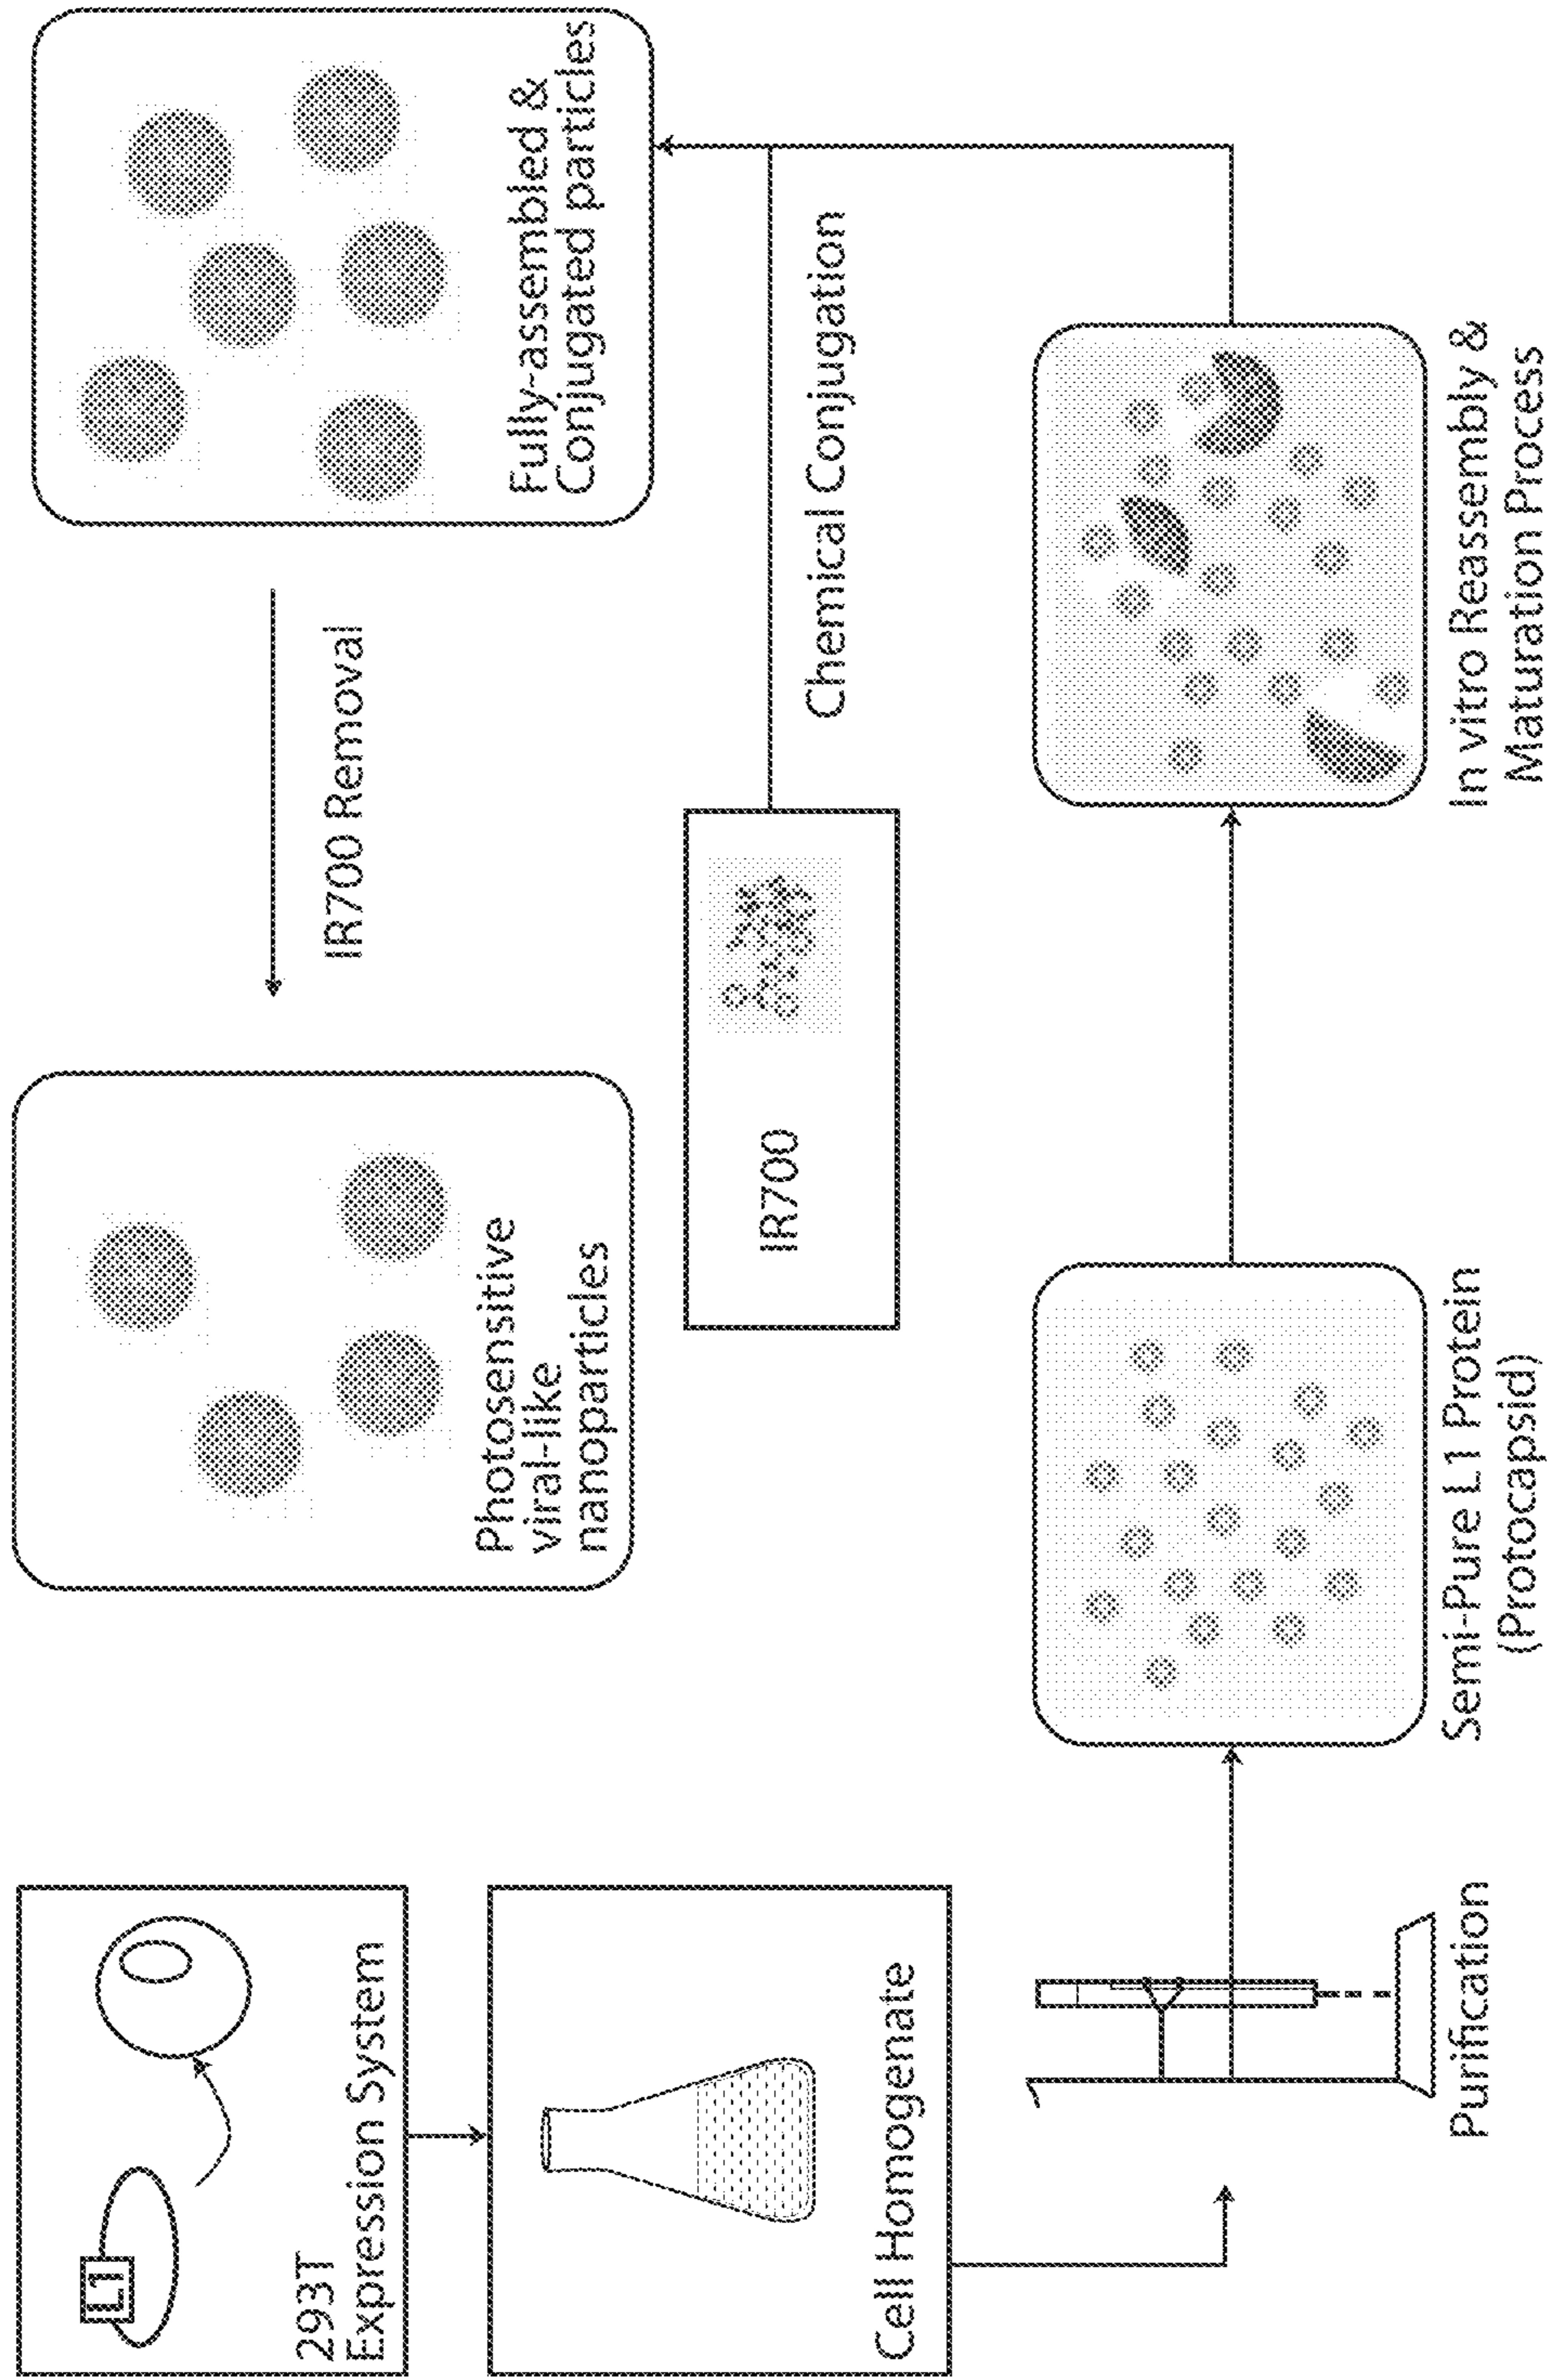 L1
293T
Expression System
Cell Homogenate
Purification
Semi-Pure L1 Protein
(Protocapsid)
In vitro Reassembly &
Maturation Process
IR700
Chemical Conjugation
Fully-assembled &
Conjugated particles
IR700 Removal
Photosensitive
viral-like
nanoparticles